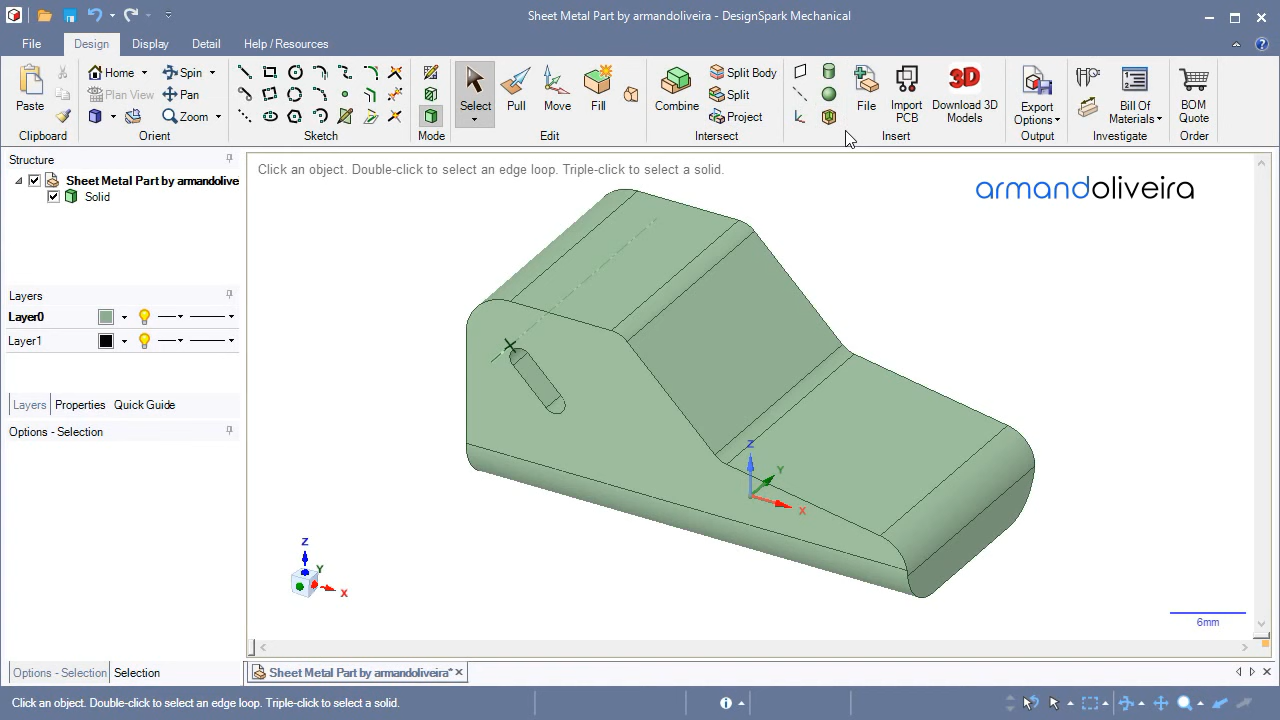 Sheet Metal Part by armandoliveira - DesignSpark Mechanical
File Design Display Detail Help / Resources
Paste
Clipboard
Home Spin
Plan View Pan
Zoom
Orient
Sketch
Mode
Select Pull Move Fill
Edit
Combine
Split Body
Split
Project
Intersect
File
Import PCB
Download 3D Models
Insert
Export Options
Output
Bill Of Materials
Investigate
BOM Quote
Order
Structure
Sheet Metal Part by armandolive
Solid
Layers
Layer0
Layer1
Layers Properties Quick Guide
Options - Selection
Options - Selection Selection
Click an object. Double-click to select an edge loop. Triple-click to select a solid.
armandoliveira
Z
Y
X
Z
Y
X
6mm
Sheet Metal Part by armandoliveira*
Click an object. Double-click to select an edge loop. Triple-click to select a solid.